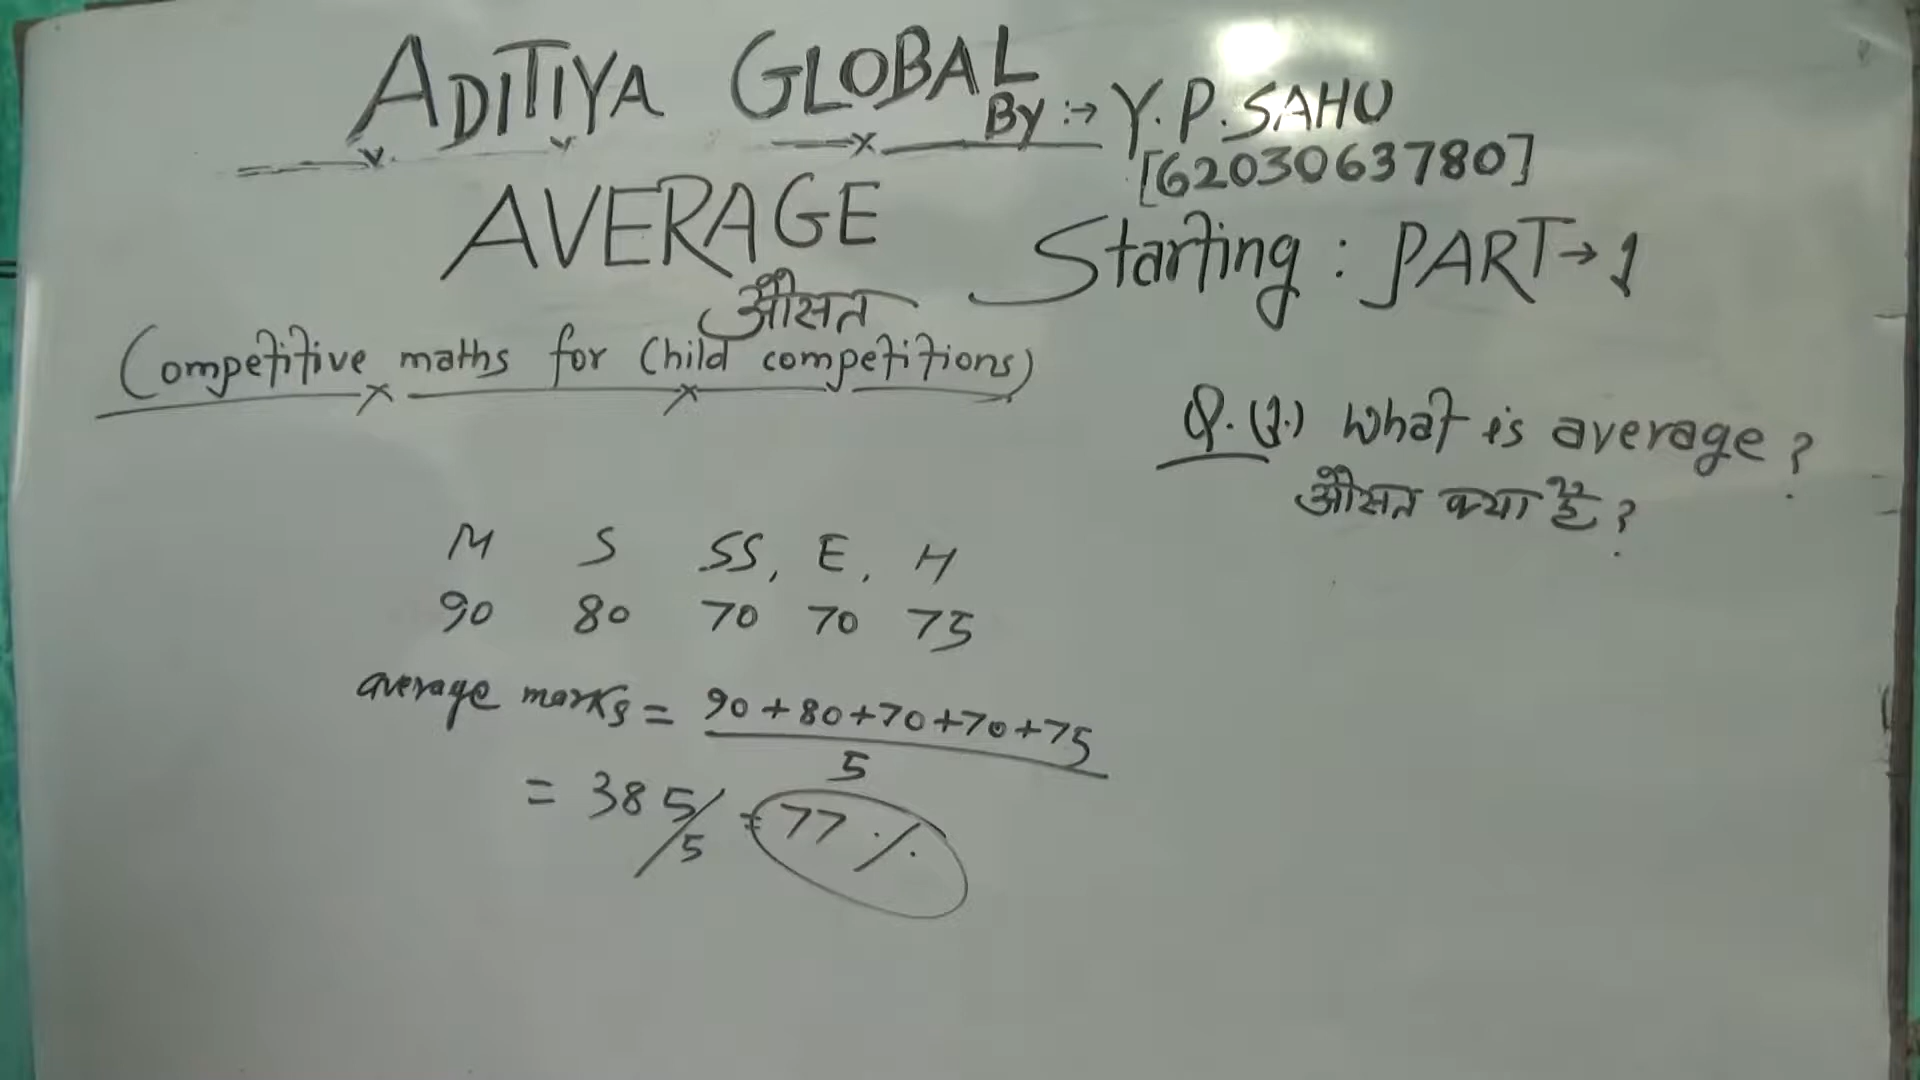 ADITIYA GLOBAL
By :→ Y.P. SAHU
[6203063780]
AVERAGE
औसत
Starting : PART → 1
(Competitive maths for Child competitions)
Q.(1.) What is average?
औसत क्या है?
M S SS, E, H
90 80 70 70 75
average marks = 90+80+70+70+75
5
= 385/5 = 77 %